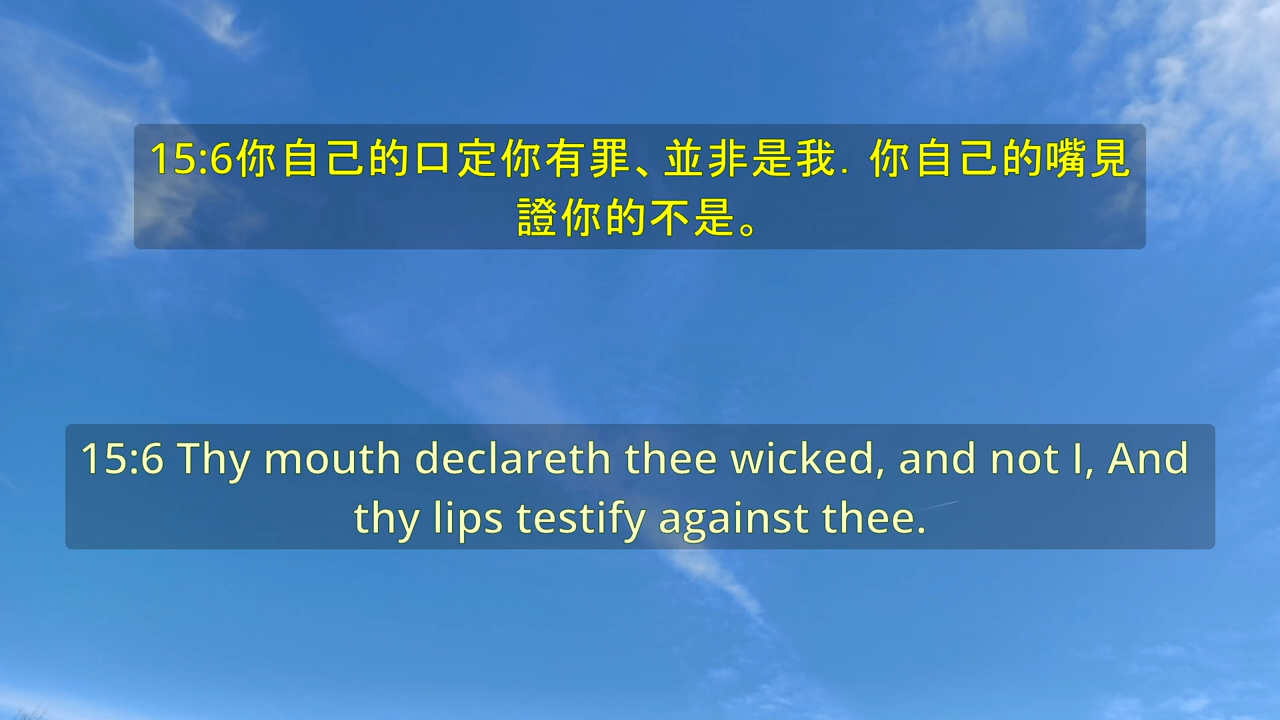 15:6你自己的口定你有罪、並非是我．你自己的嘴見
證你的不是。
15:6 Thy mouth declareth thee wicked, and not I, And
thy lips testify against thee.